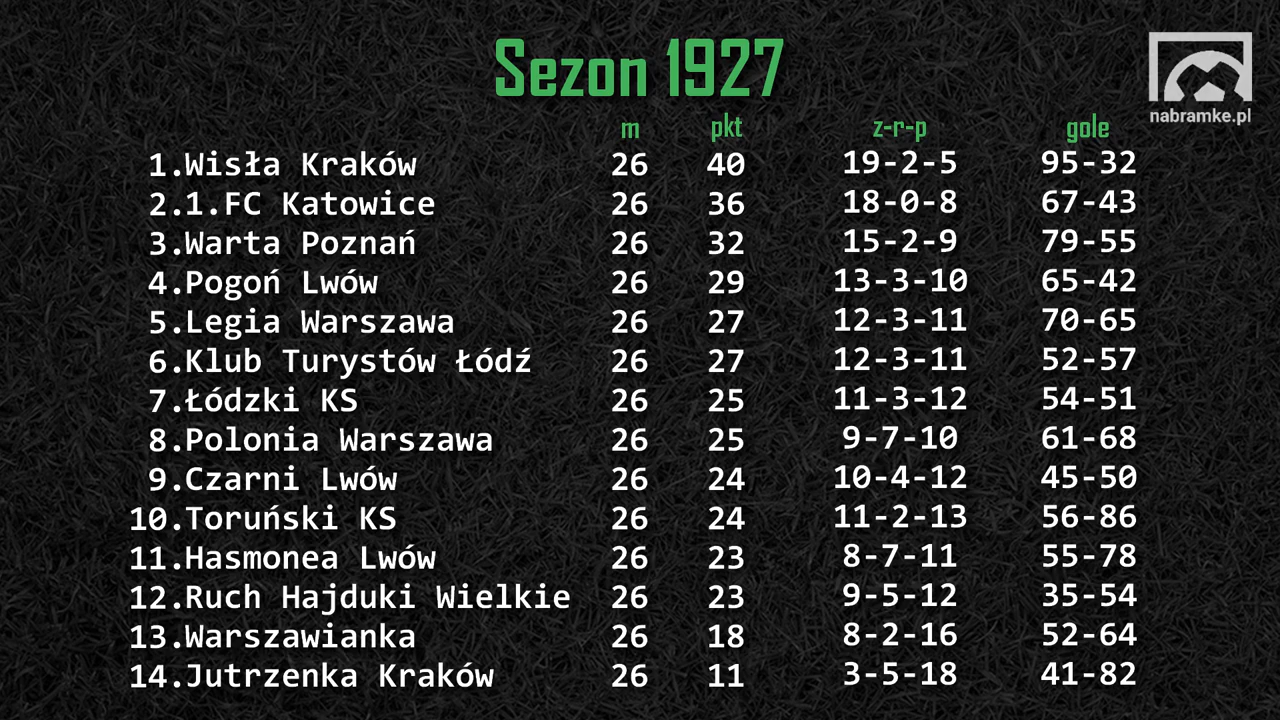 Sezon 1927
nabramke.pl
m pkt z-r-p gole
1.Wisła Kraków 26 40 19-2-5 95-32
2.1.FC Katowice 26 36 18-0-8 67-43
3.Warta Poznań 26 32 15-2-9 79-55
4.Pogoń Lwów 26 29 13-3-10 65-42
5.Legia Warszawa 26 27 12-3-11 70-65
6.Klub Turystów Łódź 26 27 12-3-11 52-57
7.Łódzki KS 26 25 11-3-12 54-51
8.Polonia Warszawa 26 25 9-7-10 61-68
9.Czarni Lwów 26 24 10-4-12 45-50
10.Toruński KS 26 24 11-2-13 56-86
11.Hasmonea Lwów 26 23 8-7-11 55-78
12.Ruch Hajduki Wielkie 26 23 9-5-12 35-54
13.Warszawianka 26 18 8-2-16 52-64
14.Jutrzenka Kraków 26 11 3-5-18 41-82